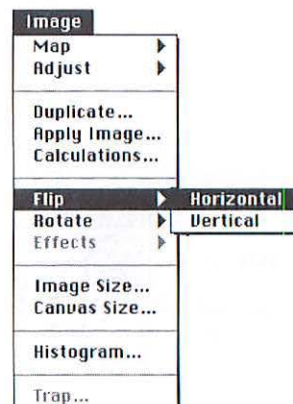 Image
Map
Adjust
Duplicate...
Apply Image...
Calculations...
Flip
Horizontal
Rotate
Vertical
Effects
Image Size...
Canvas Size...
Histogram...
Trap...